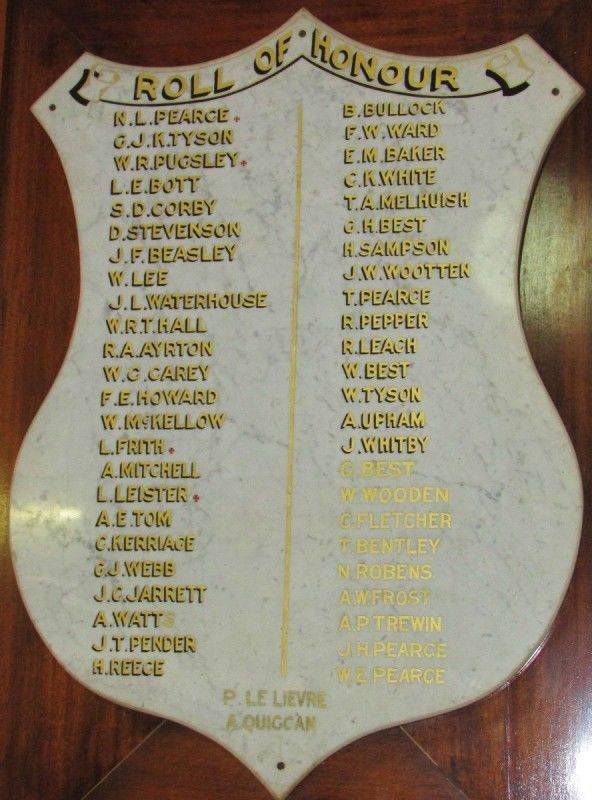 ROLL OF HONOUR
N.L.PEARCE +
G.J.K.TYSON
W.R.PUGSLEY +
L.E.BOTT
S.D.CORBY
D.STEVENSON
J.F.BEASLEY
W.LEE
J.L.WATERHOUSE
W.R.T.HALL
R.A.AYRTON
W.G.CAREY
F.E.HOWARD
W.McKELLOW
L.FRITH +
A.MITCHELL
L.LEISTER +
A.E.TOM
C.KERRIAGE
G.J.WEBB
J.G.JARRETT
A.WATTS
J.T.PENDER
H.REECE
B.BULLOCK
F.W.WARD
E.M.BAKER
C.K.WHITE
T.A.MELHUISH
G.H.BEST
H.SAMPSON
J.W.WOOTTEN
T.PEARCE
R.PEPPER
R.LEACH
W.BEST
W.TYSON
A.UPHAM
J.WHITBY
G.BEST
W.WOODEN
C.FLETCHER
T.BENTLEY
N.ROBENS
A.W.FROST
A.P.TREWIN
J.H.PEARCE
W.E.PEARCE
P. LE LIEVRE
A.QUIGGAN